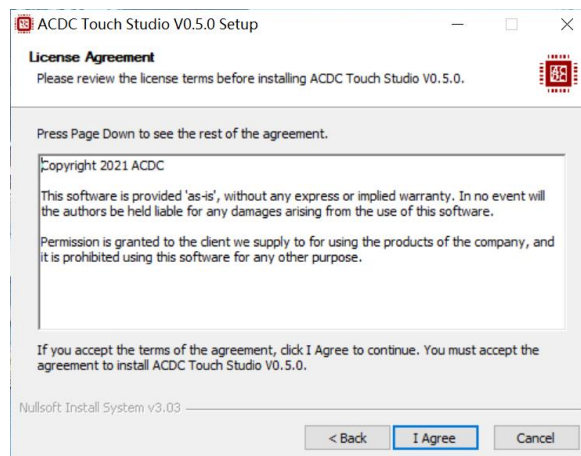 ACDC Touch Studio V0.5.0 Setup
License Agreement
Please review the license terms before installing ACDC Touch Studio V0.5.0.
Press Page Down to see the rest of the agreement.
Copyright 2021 ACDC
This software is provided 'as-is', without any express or implied warranty. In no event will
the authors be held liable for any damages arising from the use of this software.
Permission is granted to the client we supply to for using the products of the company, and
it is prohibited using this software for any other purpose.
If you accept the terms of the agreement, click I Agree to continue. You must accept the
agreement to install ACDC Touch Studio V0.5.0.
Nullsoft Install System v3.03
< Back I Agree Cancel